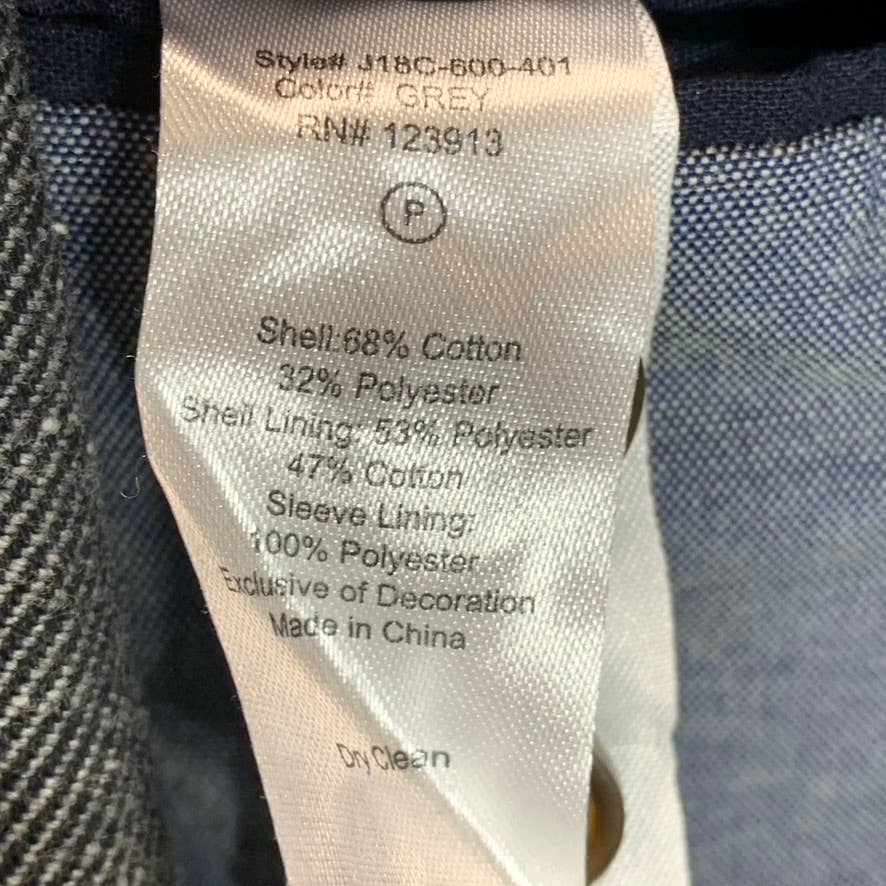 Style# J18C-600-401
Color# GREY
RN# 123913
P
Shell:68% Cotton
32% Polyester
Shell Lining: 53% Polyester
47% Cotton
Sleeve Lining:
100% Polyester
Exclusive of Decoration
Made in China
Dry Clean